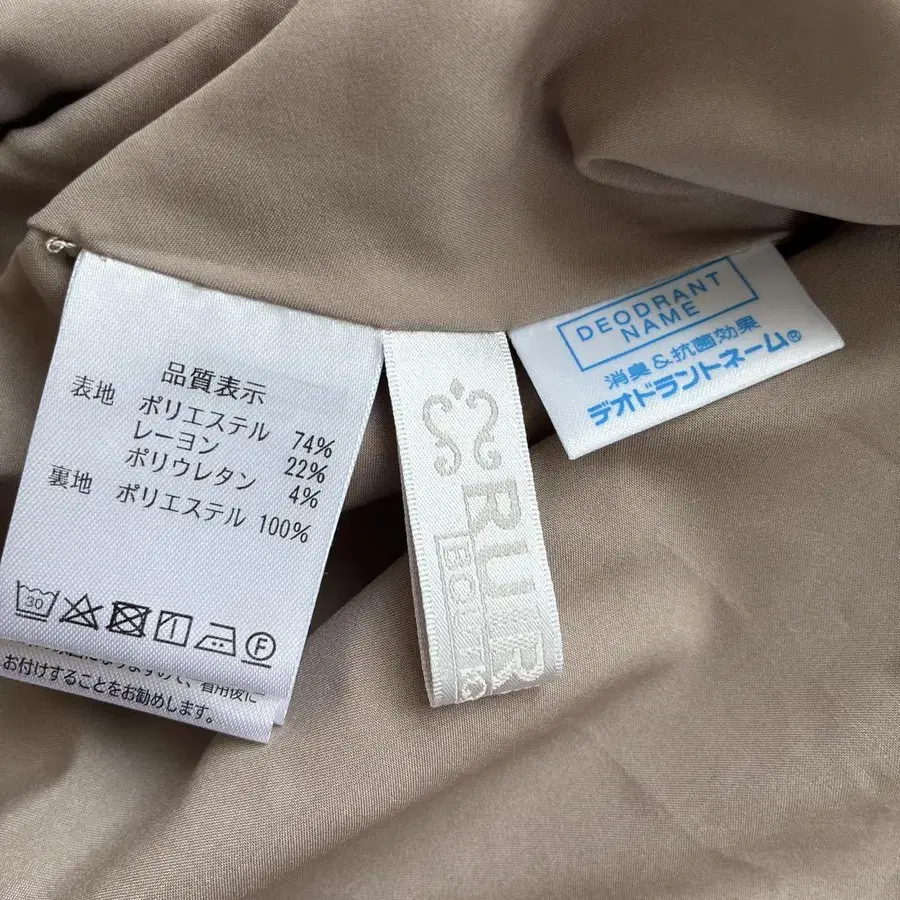 品質表示
表地 ポリエステル 74%
レーヨン 22%
ポリウレタン 4%
裏地 ポリエステル 100%
30
F
お付けすることをお勧めします。
DEODRANT
NAME
消臭&抗菌効果
デオドラントネーム®